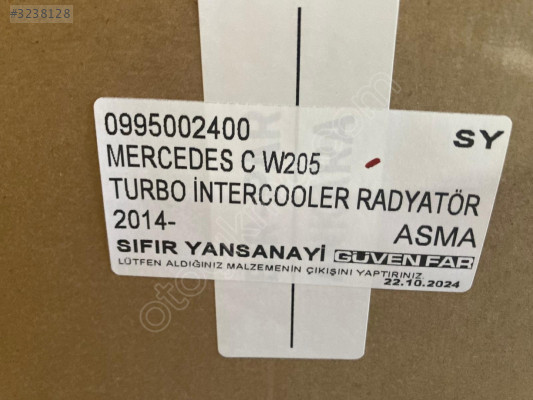 #3238128
0995002400
SY
MERCEDES C W205
TURBO İNTERCOOLER RADYATÖR
2014-
ASMA
SIFIR YANSANAYİ GÜVEN FAR
LÜTFEN ALDIĞINIZ MALZEMENİN ÇIKIŞINI YAPTIRINIZ.
22.10.2024